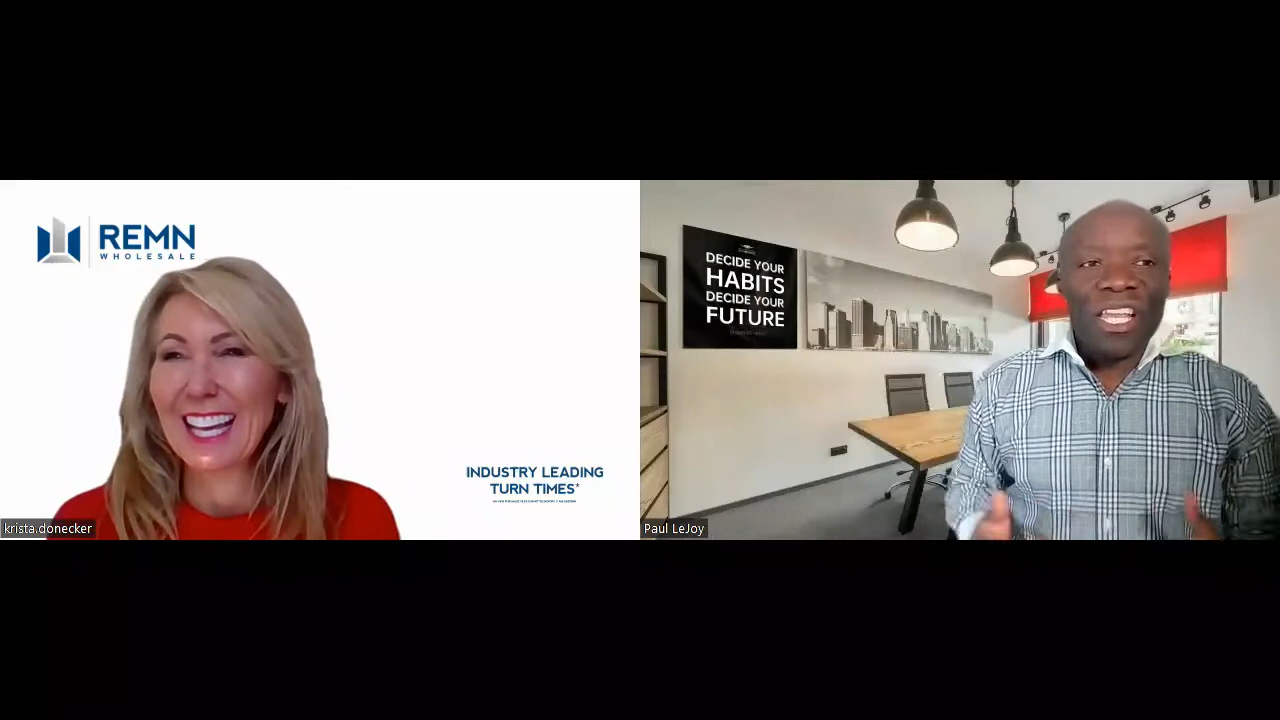 REMN
WHOLESALE
INDUSTRY LEADING
TURN TIMES*
krista.donecker
DECIDE YOUR
HABITS
DECIDE YOUR
FUTURE
Paul LeJoy